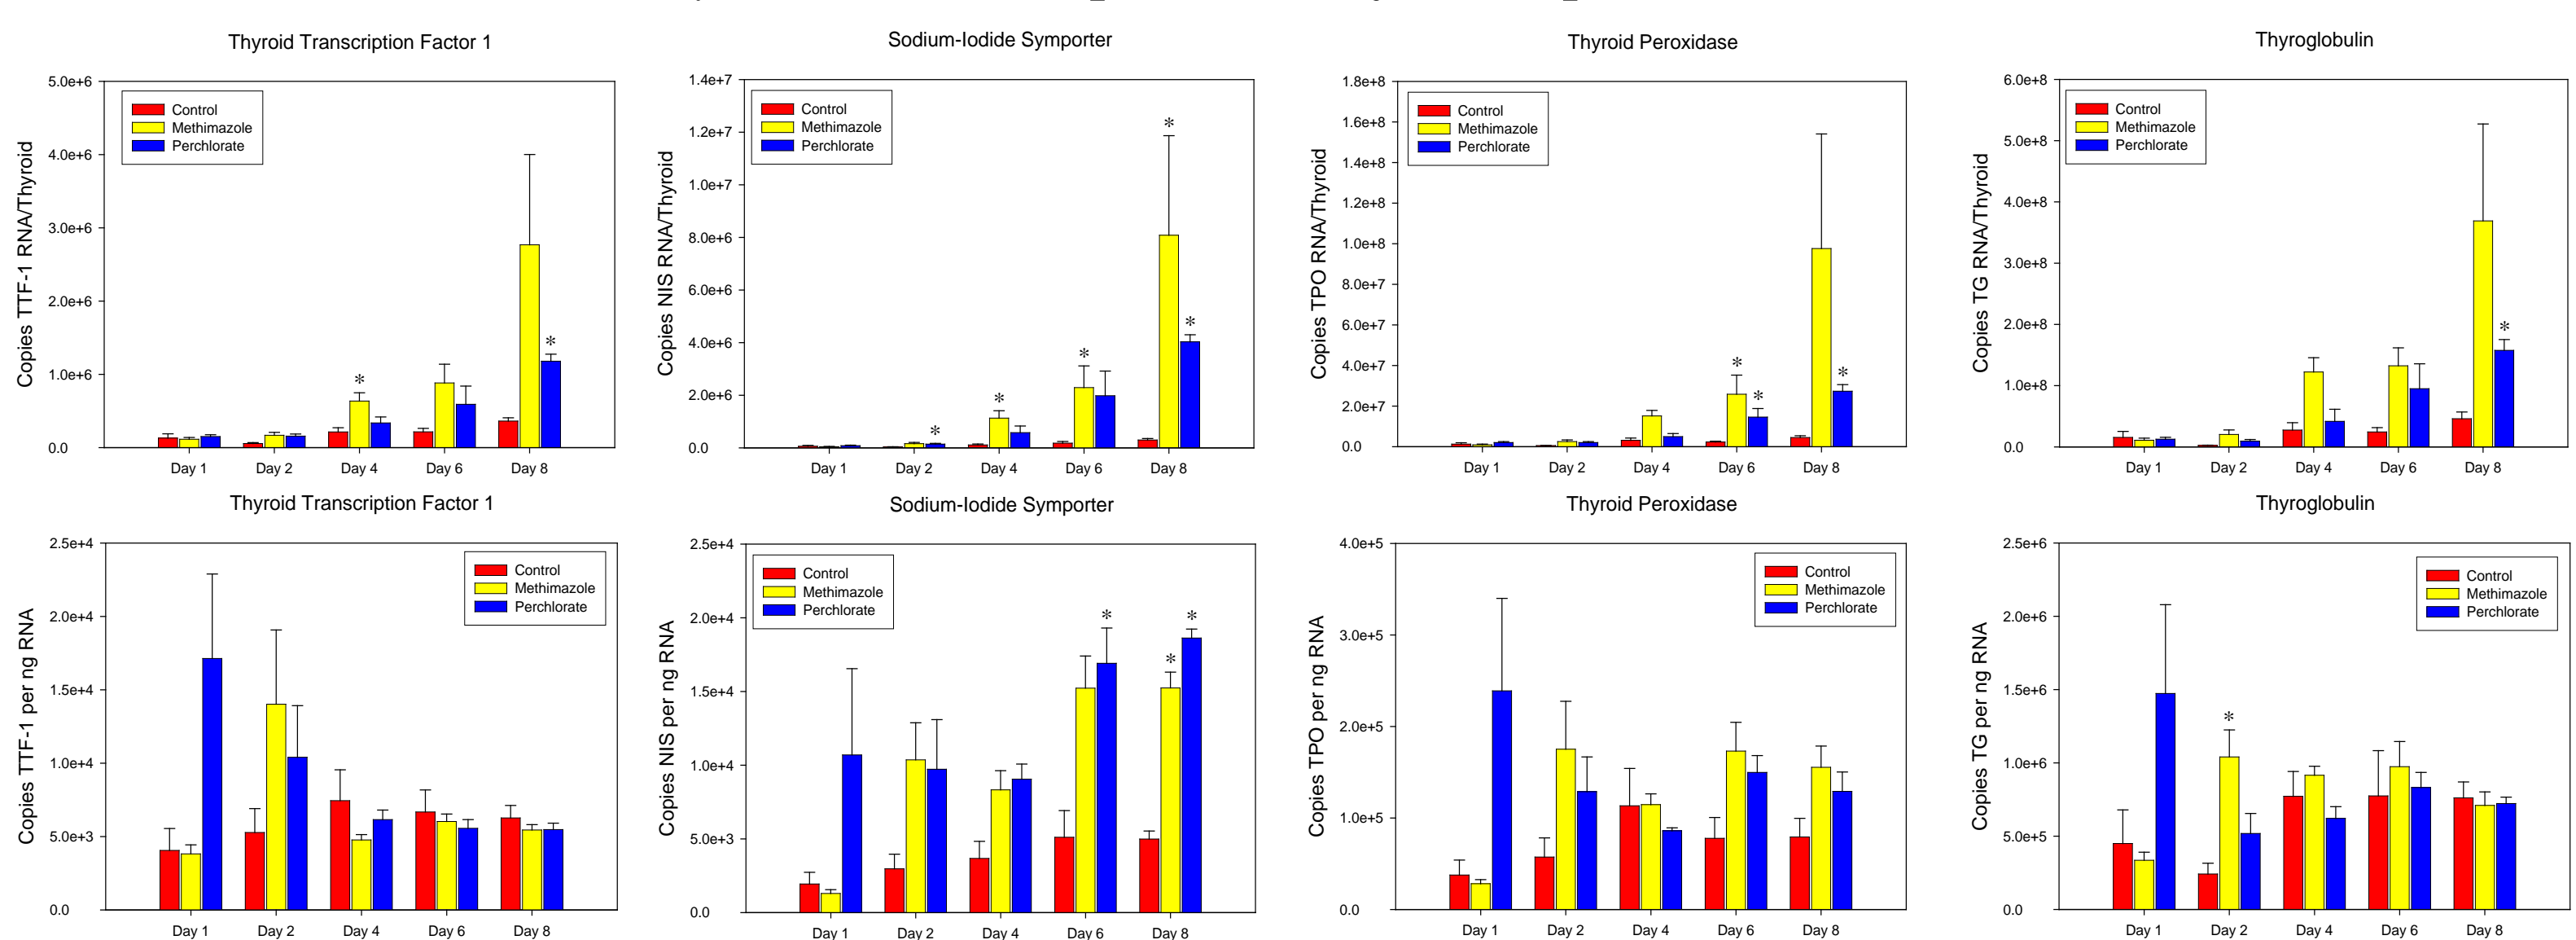 Thyroid Transcription Factor 1
Copies TTF-1 RNA/Thyroid
5.0e+6
4.0e+6
3.0e+6
2.0e+6
1.0e+6
0.0
Control
Methimazole
Perchlorate
*
*
Day 1 Day 2 Day 4 Day 6 Day 8
Sodium-Iodide Symporter
Copies NIS RNA/Thyroid
1.4e+7
1.2e+7
1.0e+7
8.0e+6
6.0e+6
4.0e+6
2.0e+6
0.0
Control
Methimazole
Perchlorate
*
*
*
*
*
Day 1 Day 2 Day 4 Day 6 Day 8
Thyroid Peroxidase
Copies TPO RNA/Thyroid
1.8e+8
1.6e+8
1.4e+8
1.2e+8
1.0e+8
8.0e+7
6.0e+7
4.0e+7
2.0e+7
0.0
Control
Methimazole
Perchlorate
*
*
*
Day 1 Day 2 Day 4 Day 6 Day 8
Thyroglobulin
Copies TG RNA/Thyroid
6.0e+8
5.0e+8
4.0e+8
3.0e+8
2.0e+8
1.0e+8
0.0
Control
Methimazole
Perchlorate
*
Day 1 Day 2 Day 4 Day 6 Day 8
Thyroid Transcription Factor 1
Copies TTF-1 per ng RNA
2.5e+4
2.0e+4
1.5e+4
1.0e+4
5.0e+3
0.0
Control
Methimazole
Perchlorate
Day 1 Day 2 Day 4 Day 6 Day 8
Sodium-Iodide Symporter
Copies NIS per ng RNA
2.5e+4
2.0e+4
1.5e+4
1.0e+4
5.0e+3
0.0
Control
Methimazole
Perchlorate
*
*
*
Day 1 Day 2 Day 4 Day 6 Day 8
Thyroid Peroxidase
Copies TPO per ng RNA
4.0e+5
3.0e+5
2.0e+5
1.0e+5
0.0
Control
Methimazole
Perchlorate
Day 1 Day 2 Day 4 Day 6 Day 8
Thyroglobulin
Copies TG per ng RNA
2.5e+6
2.0e+6
1.5e+6
1.0e+6
5.0e+5
0.0
Control
Methimazole
Perchlorate
*
Day 1 Day 2 Day 4 Day 6 Day 8